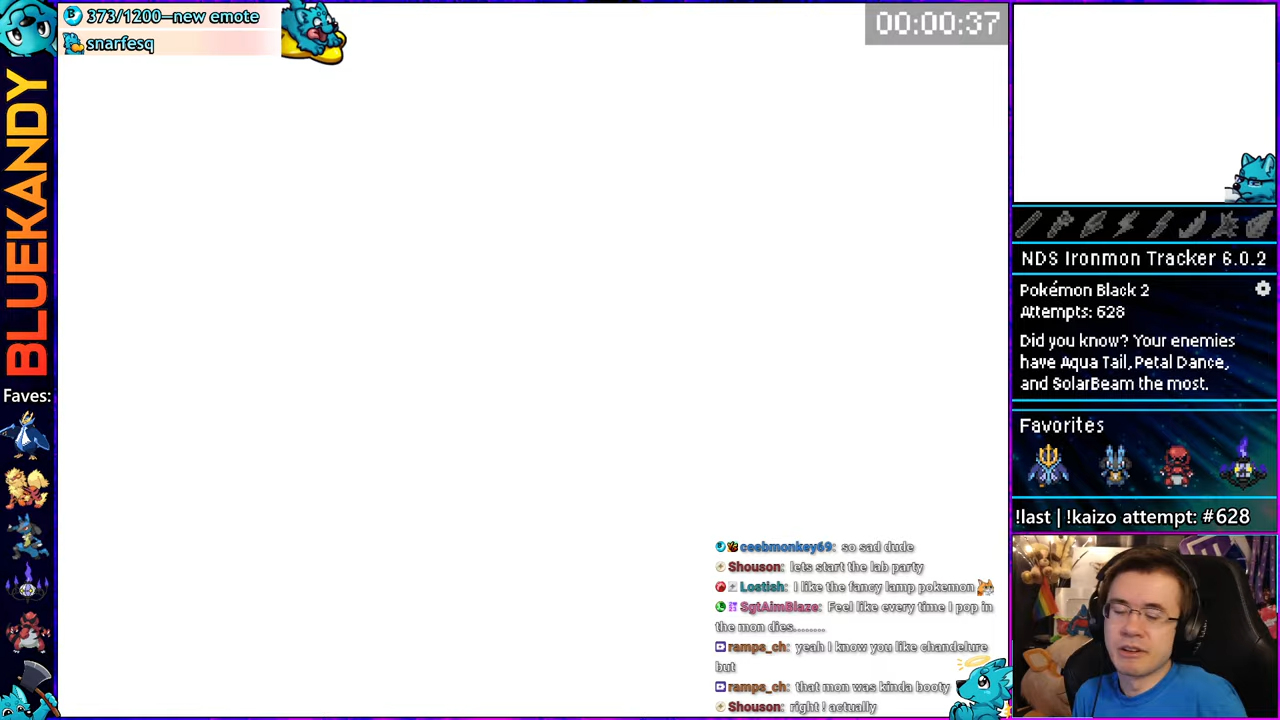 373/1200--new emote
snarfesq
00:00:37
BLUEKANDY
Faves:
NDS Ironmon Tracker 6.0.2
Pokémon Black 2
Attempts: 628
Did you know? Your enemies
have Aqua Tail, Petal Dance,
and SolarBeam the most.
Favorites
!last | !kaizo attempt: #628
ceebmonkey69: so sad dude
Shouson: lets start the lab party
Lostish: I like the fancy lamp pokemon
SgtAimBlaze: Feel like every time I pop in
the mon dies........
ramps_ch: yeah I know you like chandelure
but
ramps_ch: that mon was kinda booty
Shouson: right ! actually